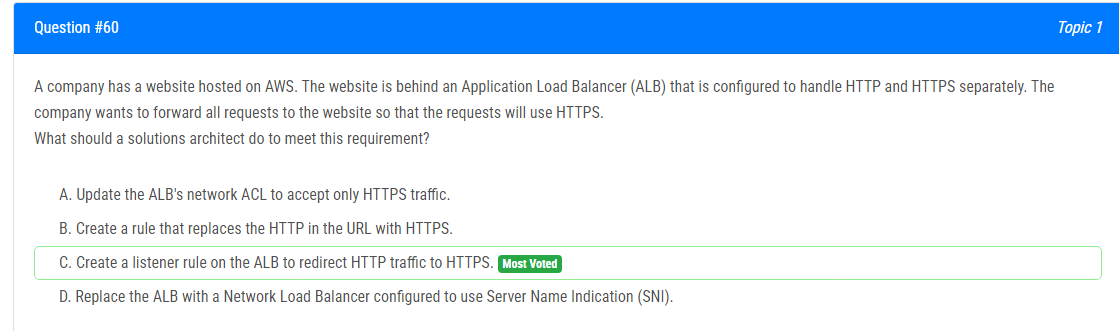 Question #60
Topic 1
A company has a website hosted on AWS. The website is behind an Application Load Balancer (ALB) that is configured to handle HTTP and HTTPS separately. The
company wants to forward all requests to the website so that the requests will use HTTPS.
What should a solutions architect do to meet this requirement?
A. Update the ALB's network ACL to accept only HTTPS traffic.
B. Create a rule that replaces the HTTP in the URL with HTTPS.
C. Create a listener rule on the ALB to redirect HTTP traffic to HTTPS. Most Voted
D. Replace the ALB with a Network Load Balancer configured to use Server Name Indication (SNI).